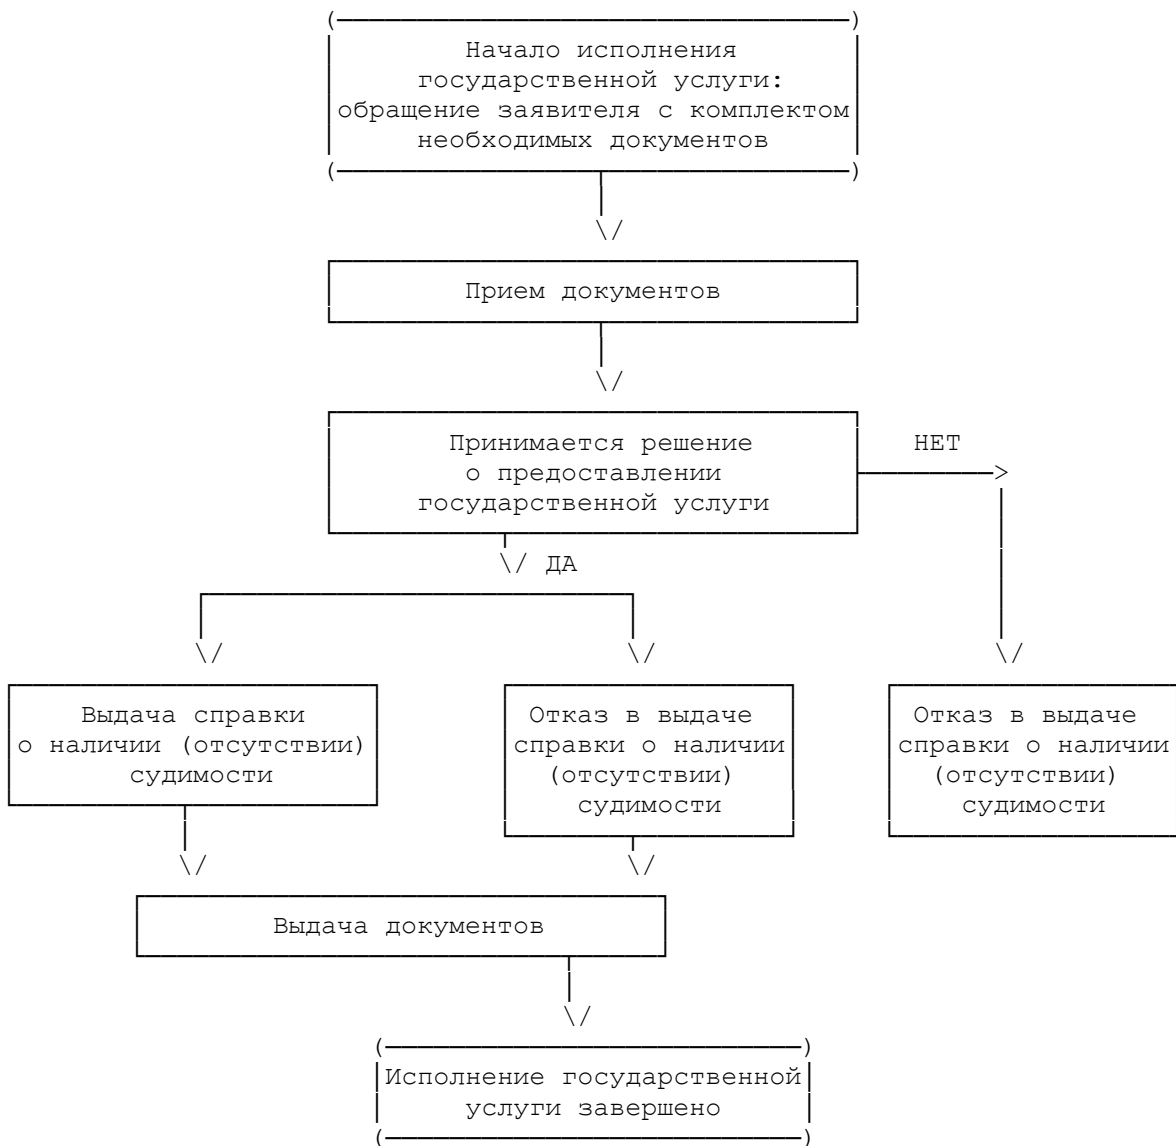 Начало исполнения
государственной услуги:
обращение заявителя с комплектом
необходимых документов
Прием документов
Принимается решение
о предоставлении
государственной услуги
НЕТ
ДА
Выдача справки
о наличии (отсутствии)
судимости
Отказ в выдаче
справки о наличии
(отсутствии)
судимости
Отказ в выдаче
справки о наличии
(отсутствии)
судимости
Выдача документов
Исполнение государственной
услуги завершено